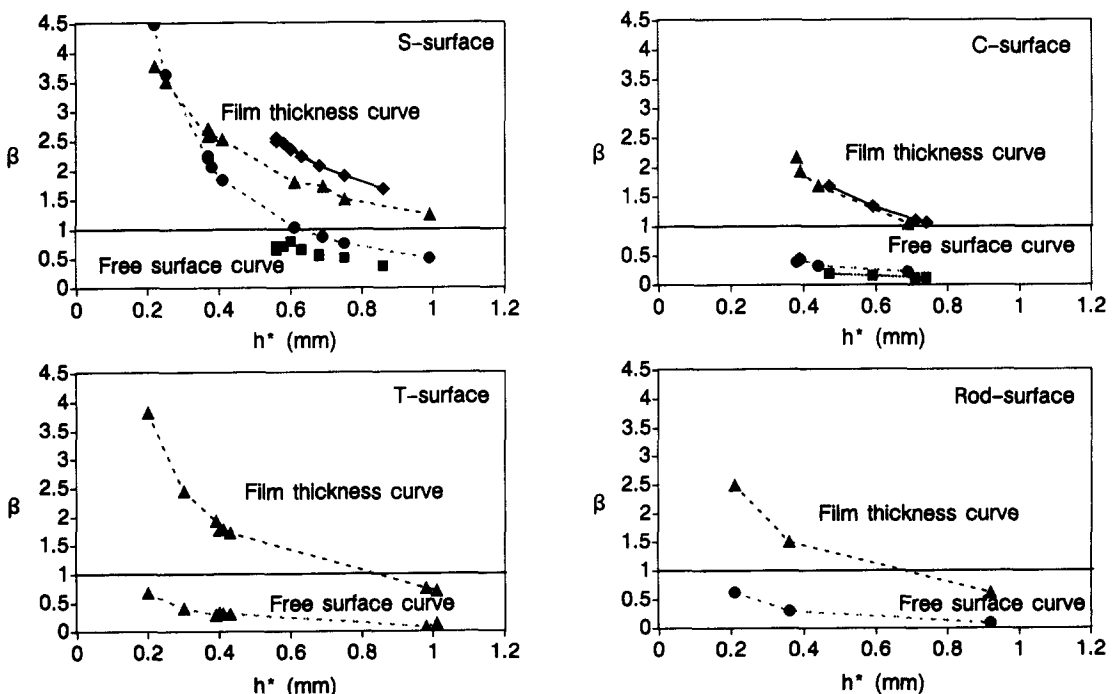 S-surface
4.5
4
3.5
3
2.5
2
1.5
1
0.5
0
β
Film thickness curve
Free surface curve
0 0.2 0.4 0.6 0.8 1 1.2
h* (mm)
C-surface
4.5
4
3.5
3
2.5
2
1.5
1
0.5
0
β
Film thickness curve
Free surface curve
0 0.2 0.4 0.6 0.8 1 1.2
h* (mm)
T-surface
4.5
4
3.5
3
2.5
2
1.5
1
0.5
0
β
Film thickness curve
Free surface curve
0 0.2 0.4 0.6 0.8 1 1.2
h* (mm)
Rod-surface
4.5
4
3.5
3
2.5
2
1.5
1
0.5
0
β
Film thickness curve
Free surface curve
0 0.2 0.4 0.6 0.8 1 1.2
h* (mm)